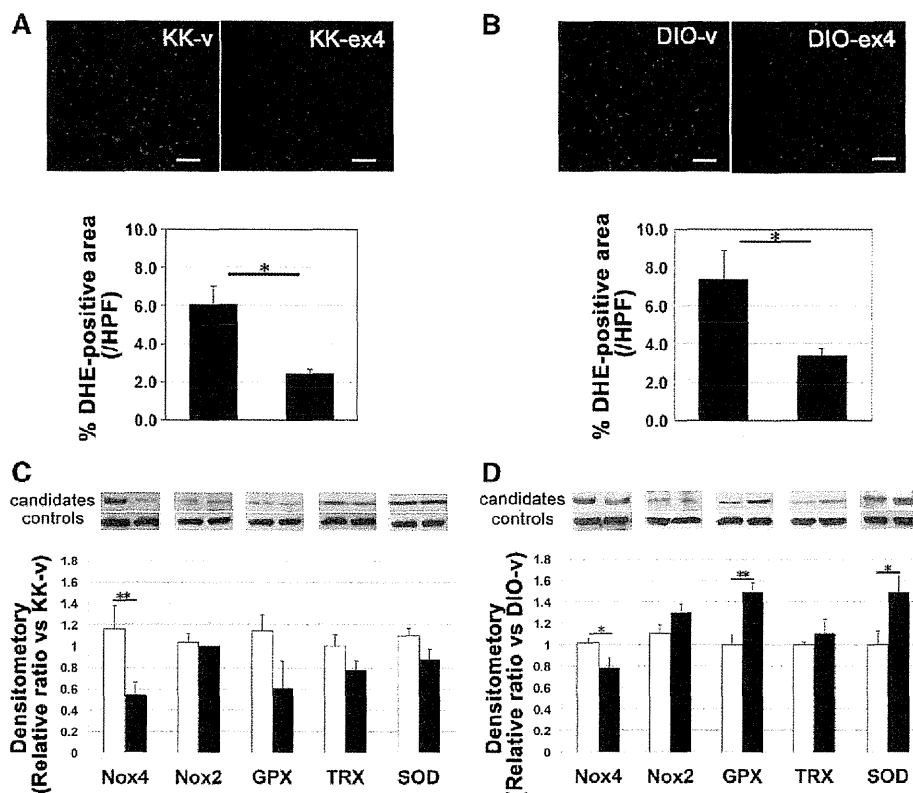 A
KK-v
KK-ex4
% DHE-positive area
(/HPF)
10.0
8.0
6.0
4.0
2.0
0.0
*
B
DIO-v
DIO-ex4
% DHE-positive area
(/HPF)
10.0
8.0
6.0
4.0
2.0
0.0
*
C
candidates
controls
Densitometory
(Relative ratio vs KK-v)
1.8
1.6
1.4
1.2
1
0.8
0.6
0.4
0.2
0
**
Nox4 Nox2 GPX TRX SOD
D
candidates
controls
Densitometory
(Relative ratio vs DIO-v)
1.8
1.6
1.4
1.2
1
0.8
0.6
0.4
0.2
0
*
**
*
Nox4 Nox2 GPX TRX SOD